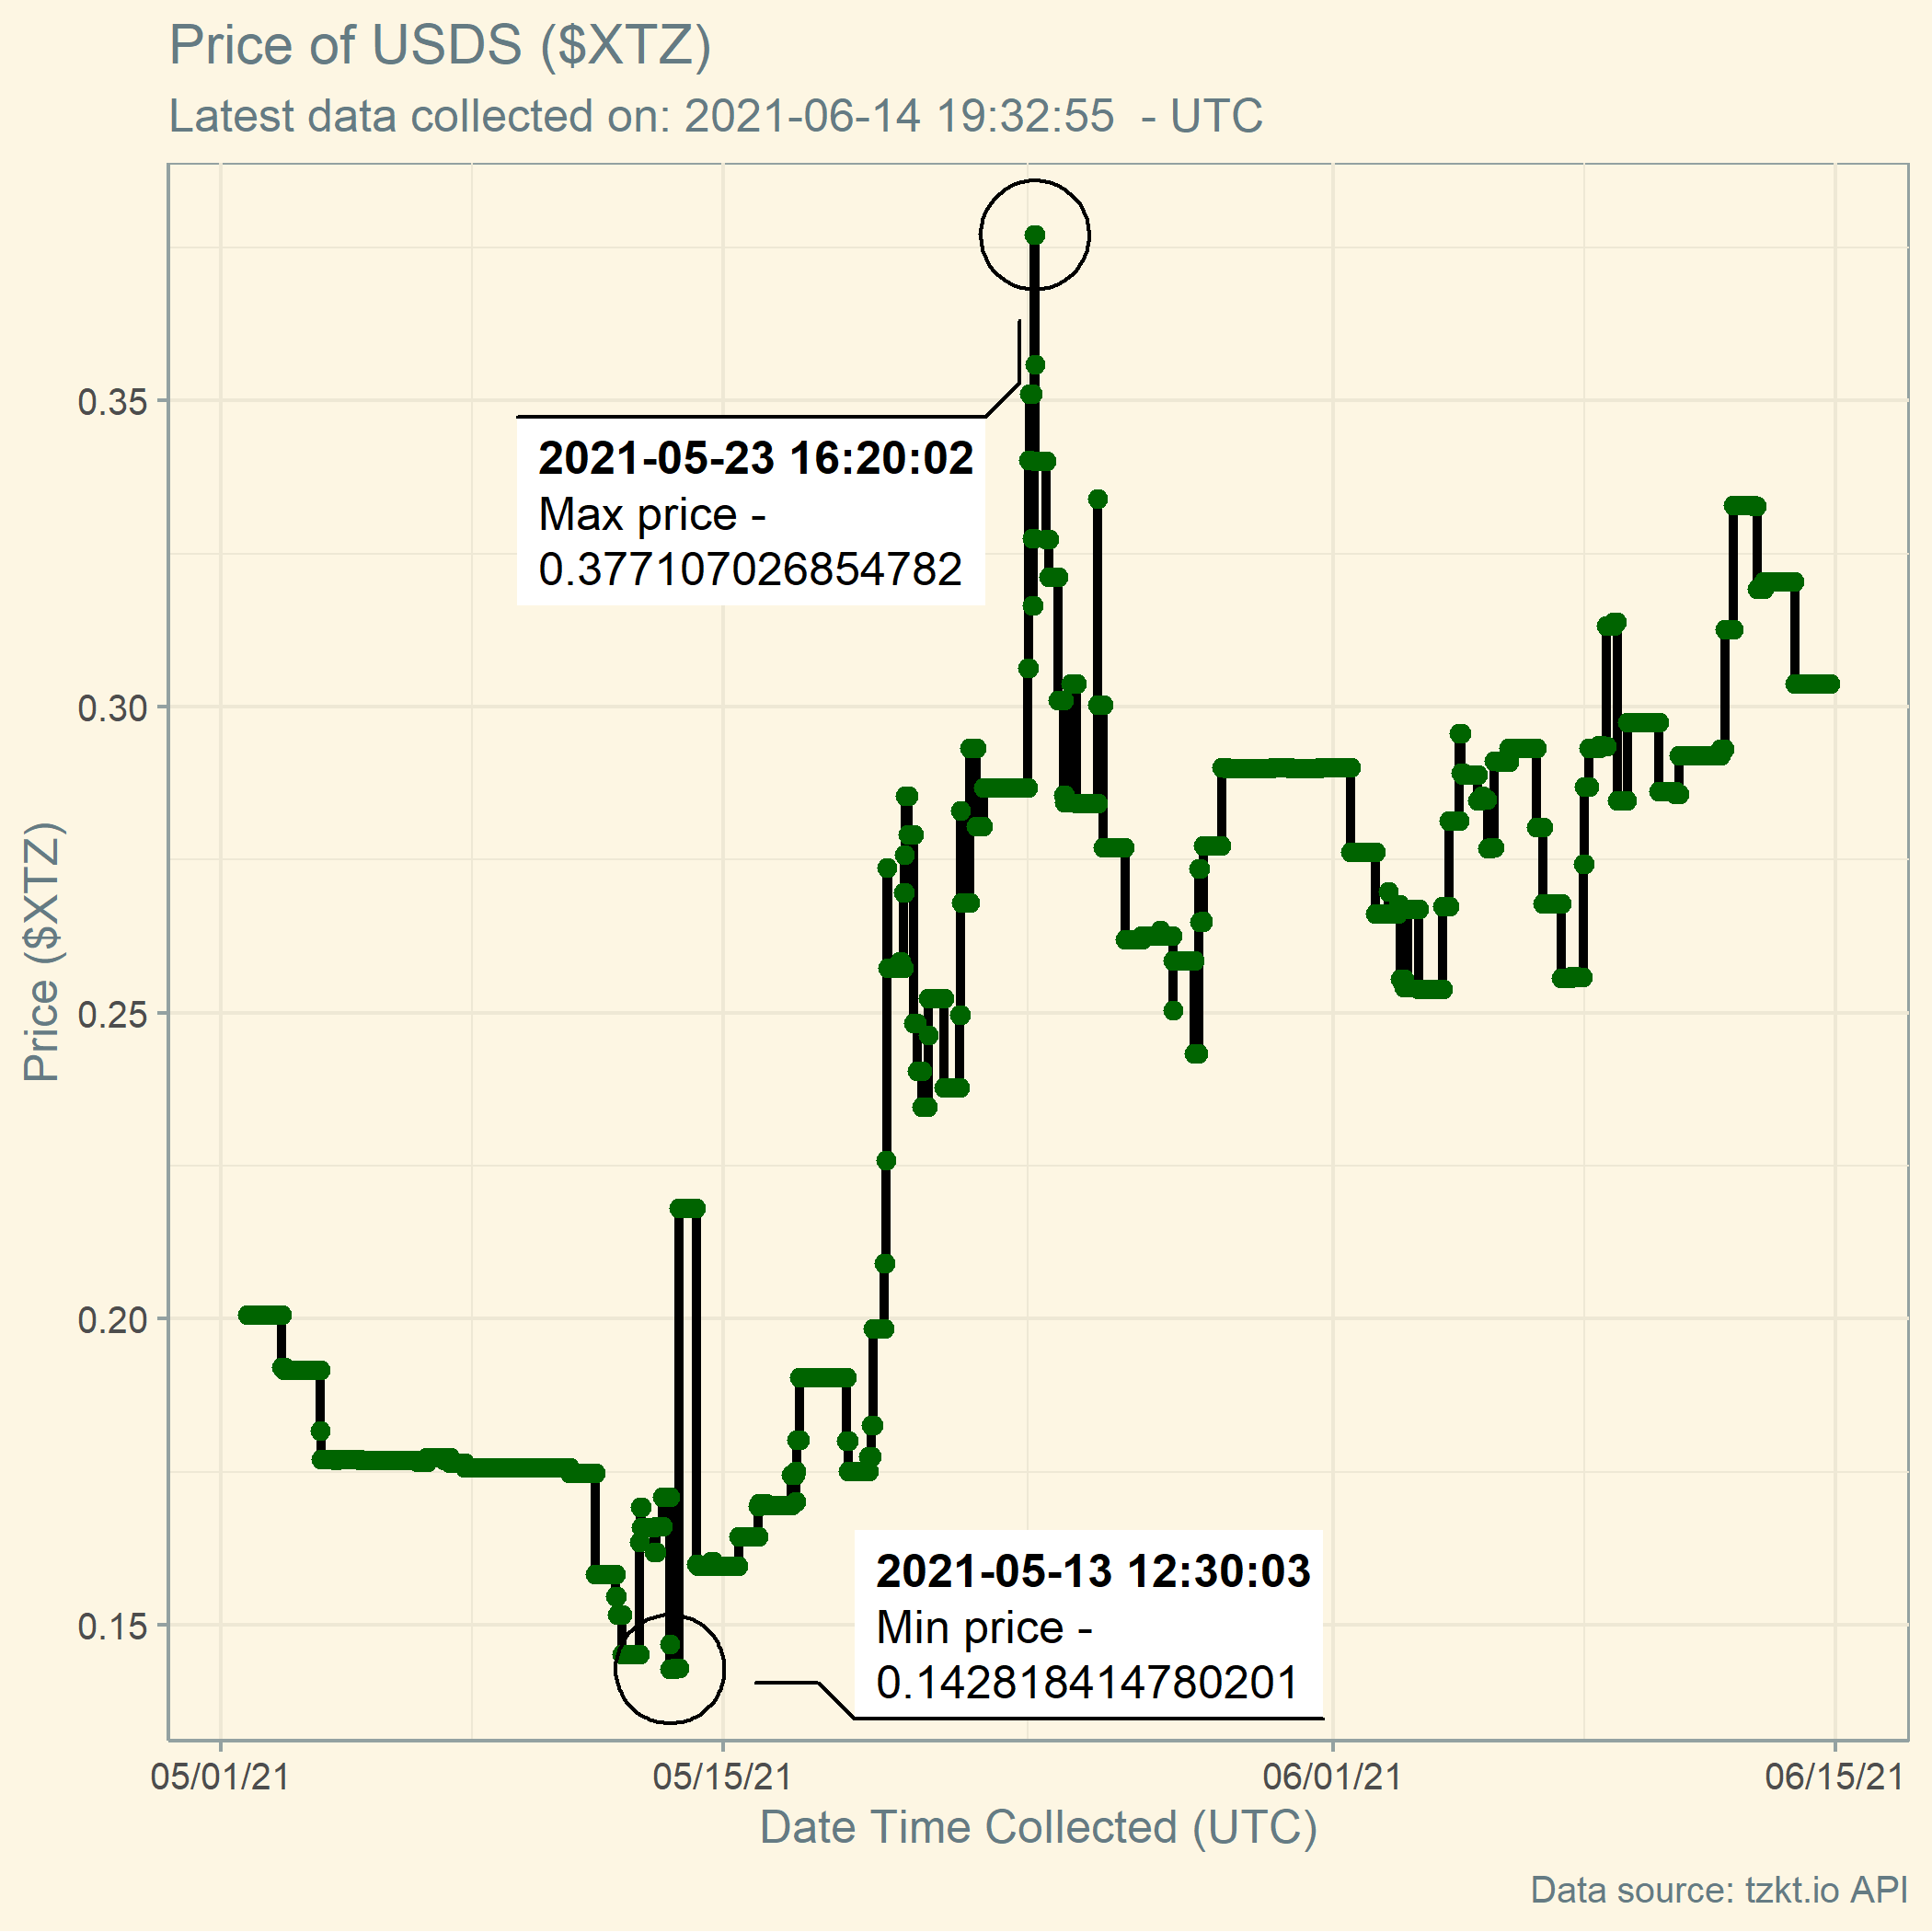 Price of USDS ($XTZ)
Latest data collected on: 2021-06-14 19:32:55  - UTC
2021-05-23 16:20:02
Max price -
0.377107026854782
0.35
0.30
0.25
0.20
0.15
Price ($XTZ)
2021-05-13 12:30:03
Min price -
0.142818414780201
05/01/21
05/15/21
06/01/21
06/15/21
Date Time Collected (UTC)
Data source: tzkt.io API